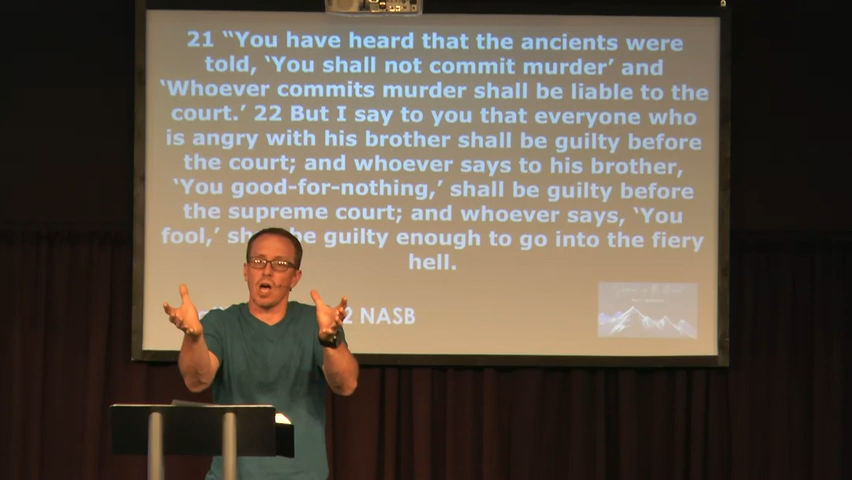 21 “You have heard that the ancients were
told, ‘You shall not commit murder’ and
‘Whoever commits murder shall be liable to the
court.’ 22 But I say to you that everyone who
is angry with his brother shall be guilty before
the court; and whoever says to his brother,
‘You good-for-nothing,’ shall be guilty before
the supreme court; and whoever says, ‘You
fool,’ guilty enough to go into the fiery
hell.
2 NASB